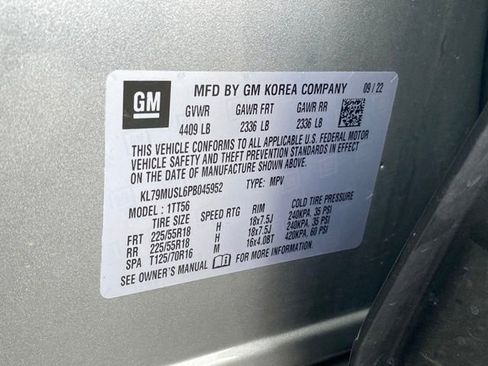 GM MFD BY GM KOREA COMPANY 09/22
GVWR GAWR FRT GAWR RR
4409 LB 2336 LB 2336 LB
THIS VEHICLE CONFORMS TO ALL APPLICABLE U.S. FEDERAL MOTOR
VEHICLE SAFETY AND THEFT PREVENTION STANDARDS IN EFFECT ON
THE DATE OF MANUFACTURE SHOWN ABOVE.
KL79MUSL6PB045952 TYPE: MPV
MODEL: 1TT56
TIRE SIZE SPEED RTG RIM COLD TIRE PRESSURE
FRT 225/55R18 H 18x7.5J 240KPA, 35 PSI
RR 225/55R18 H 18x7.5J 240KPA, 35 PSI
SPA T125/70R16 M 16x4.0BT 420KPA, 60 PSI
SEE OWNER'S MANUAL FOR MORE INFORMATION